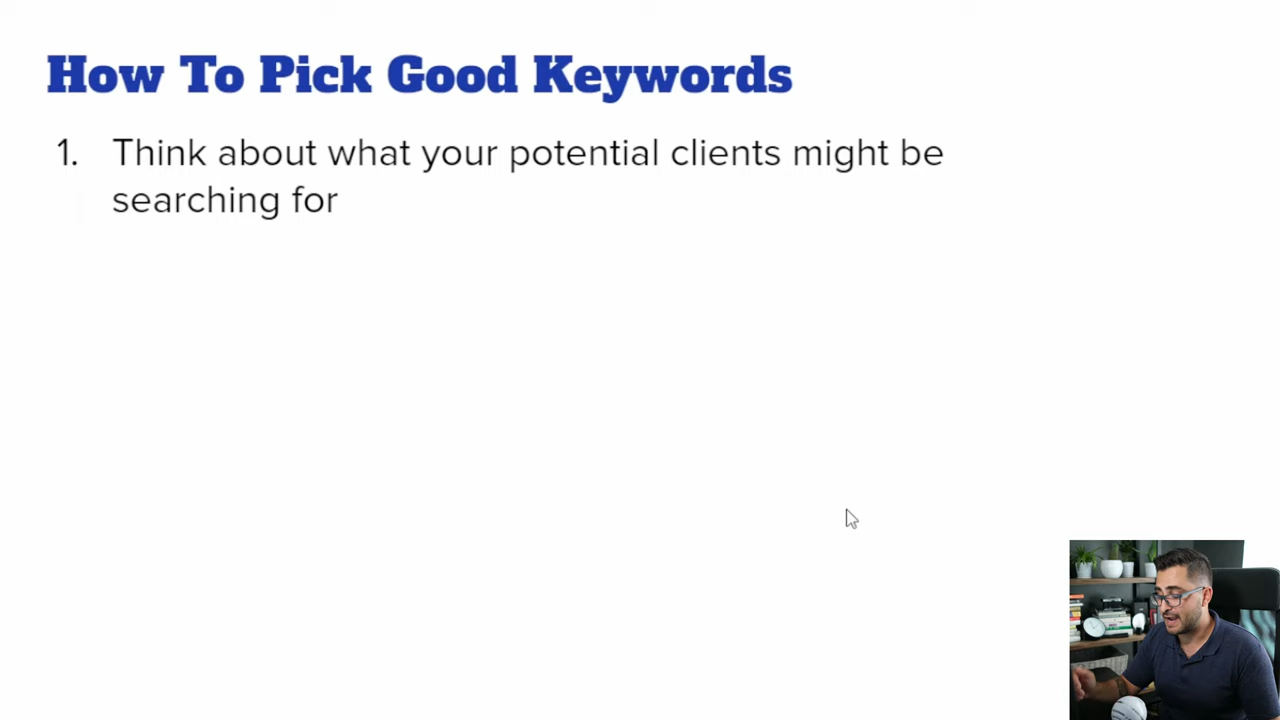 How To Pick Good Keywords
1. Think about what your potential clients might be
searching for